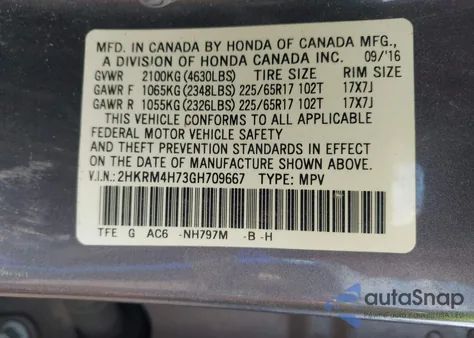 MFD. IN CANADA BY HONDA OF CANADA MFG.,
A DIVISION OF HONDA CANADA INC. 09/'16
GVWR 2100KG (4630LBS) TIRE SIZE RIM SIZE
GAWR F 1065KG (2348LBS) 225/65R17 102T 17X7J
GAWR R 1055KG (2326LBS) 225/65R17 102T 17X7J
THIS VEHICLE CONFORMS TO ALL APPLICABLE
FEDERAL MOTOR VEHICLE SAFETY
AND THEFT PREVENTION STANDARDS IN EFFECT
ON THE DATE OF MANUFACTURE SHOWN ABOVE.
V.I.N.: 2HKRM4H73GH709667 TYPE: MPV
TFE G AC6 -NH797M -B -H
autoSnap